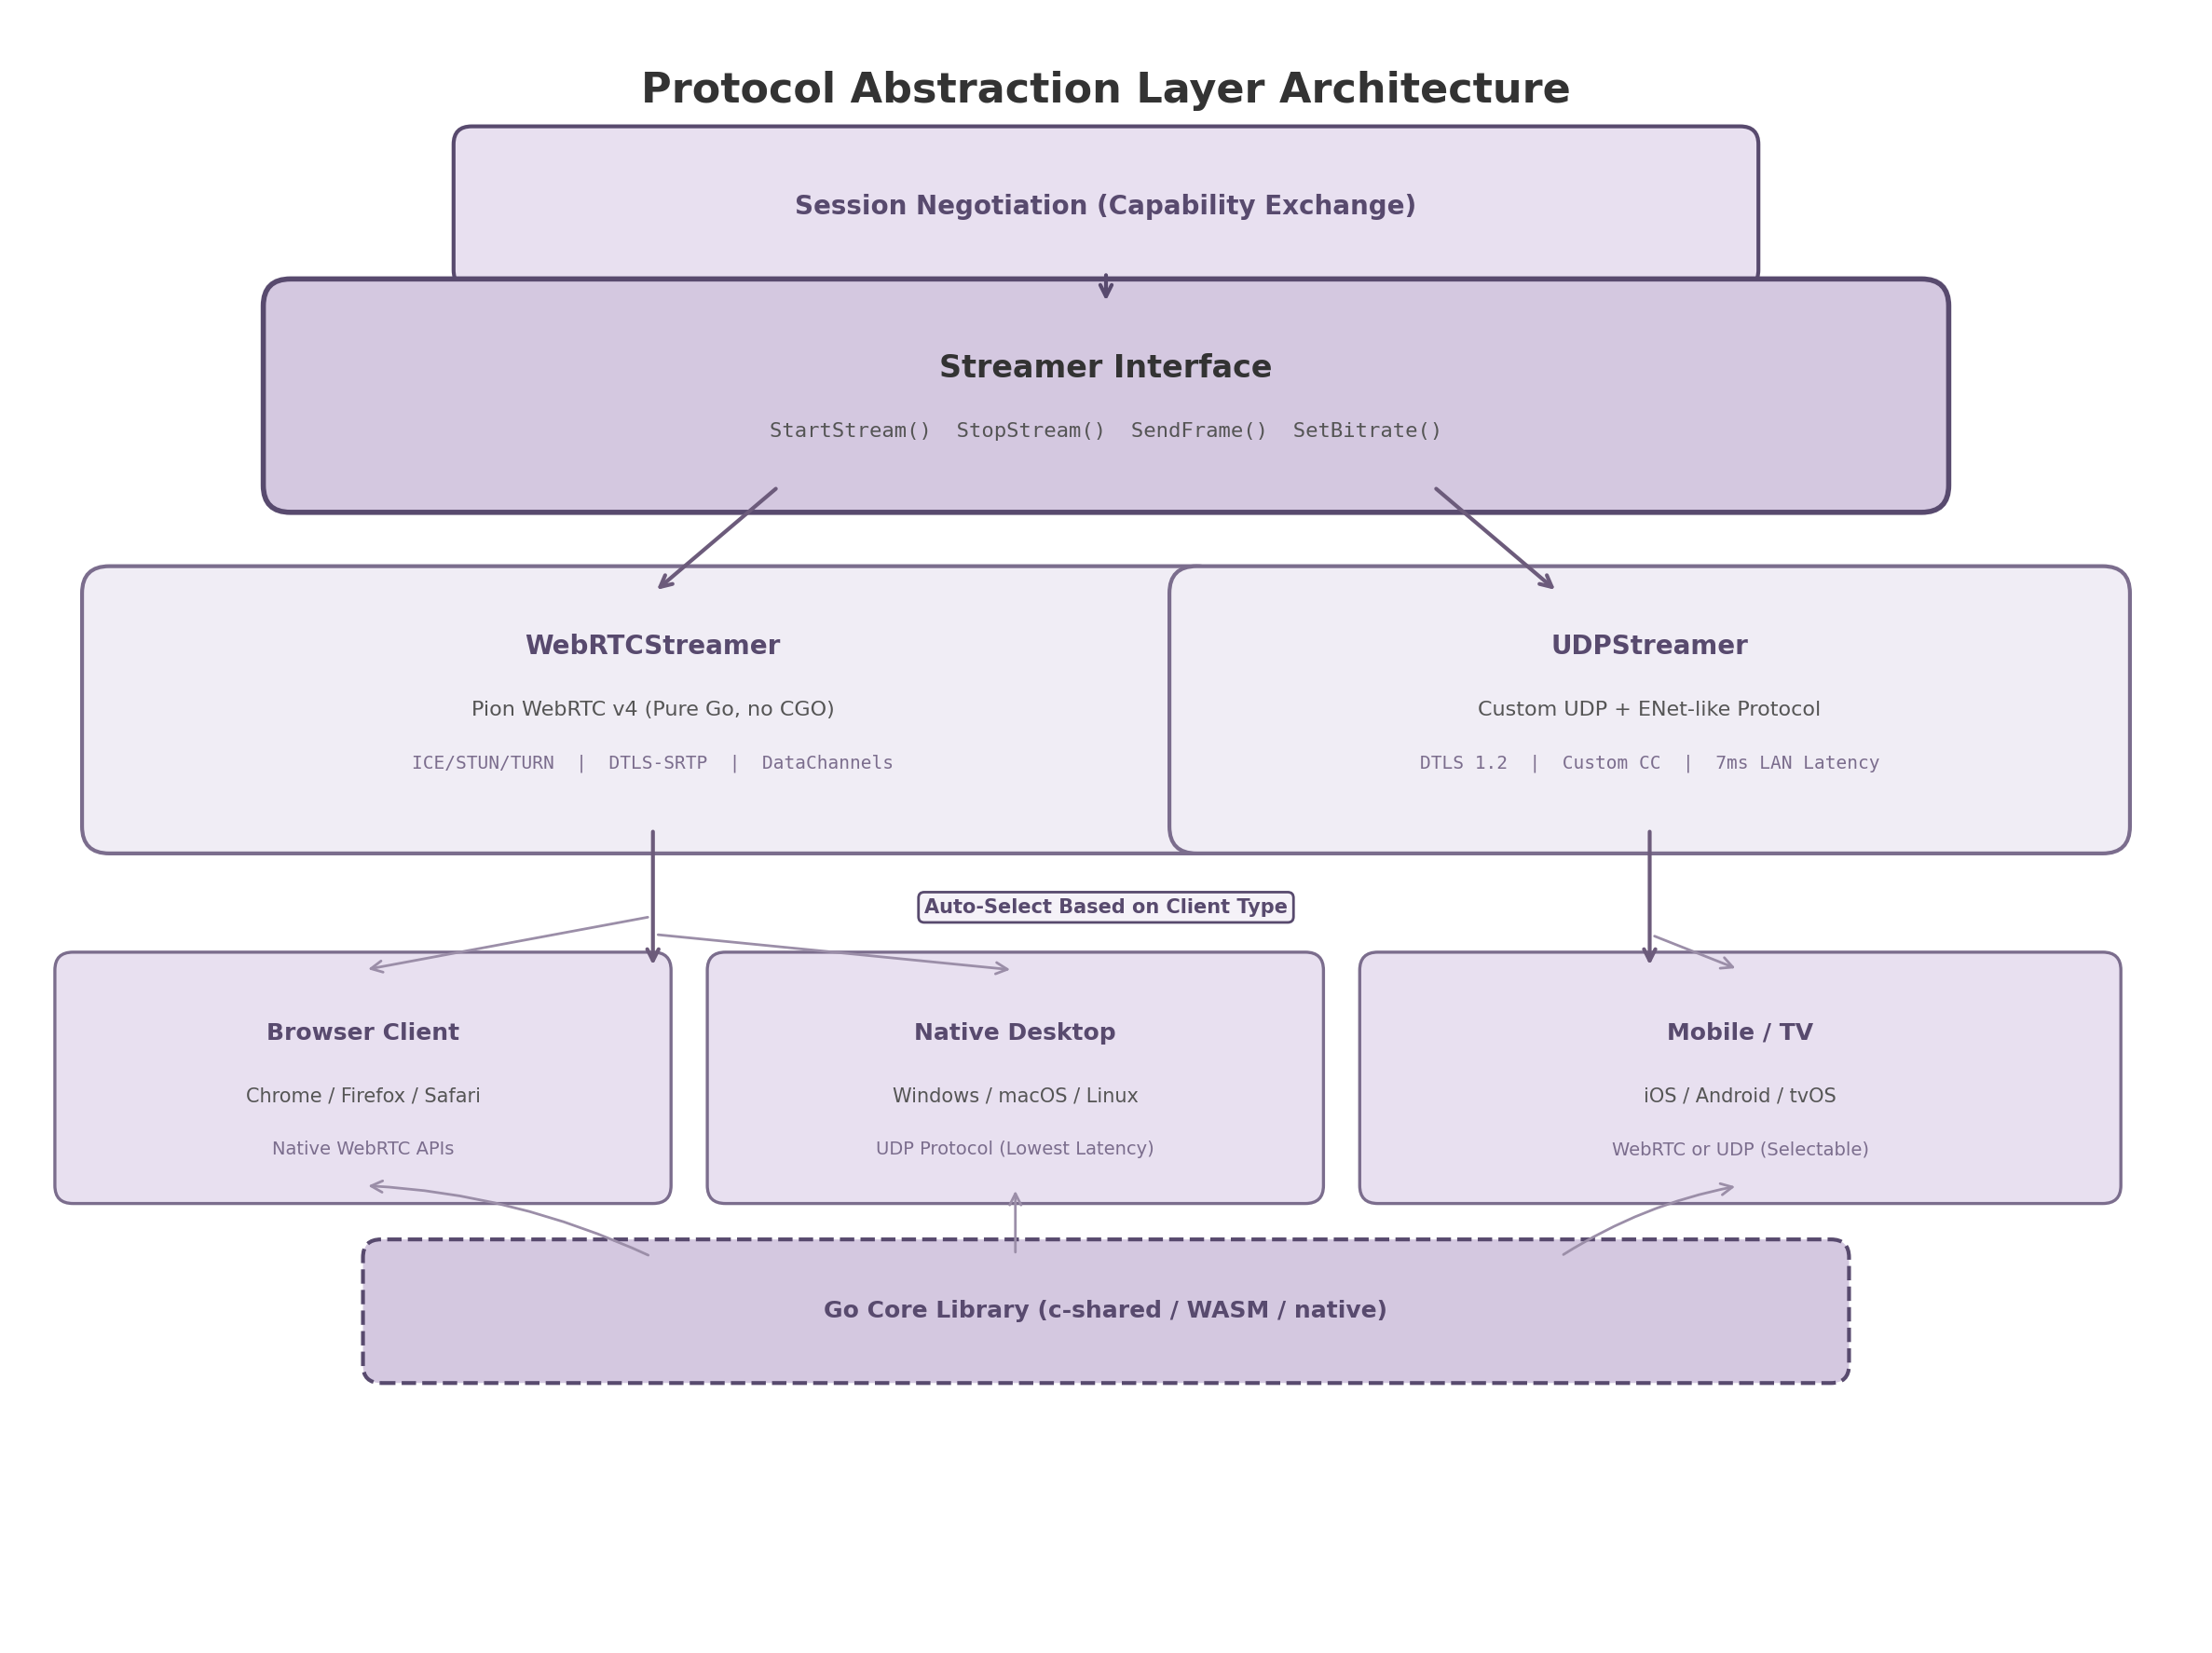 Protocol Abstraction Layer Architecture
Session Negotiation (Capability Exchange)
Streamer Interface
StartStream()  StopStream()  SendFrame()  SetBitrate()
WebRTCStreamer
Pion WebRTC v4 (Pure Go, no CGO)
ICE/STUN/TURN  |  DTLS-SRTP  |  DataChannels
UDPStreamer
Custom UDP + ENet-like Protocol
DTLS 1.2  |  Custom CC  |  7ms LAN Latency
Auto-Select Based on Client Type
Browser Client
Chrome / Firefox / Safari
Native WebRTC APIs
Native Desktop
Windows / macOS / Linux
UDP Protocol (Lowest Latency)
Mobile / TV
iOS / Android / tvOS
WebRTC or UDP (Selectable)
Go Core Library (c-shared / WASM / native)